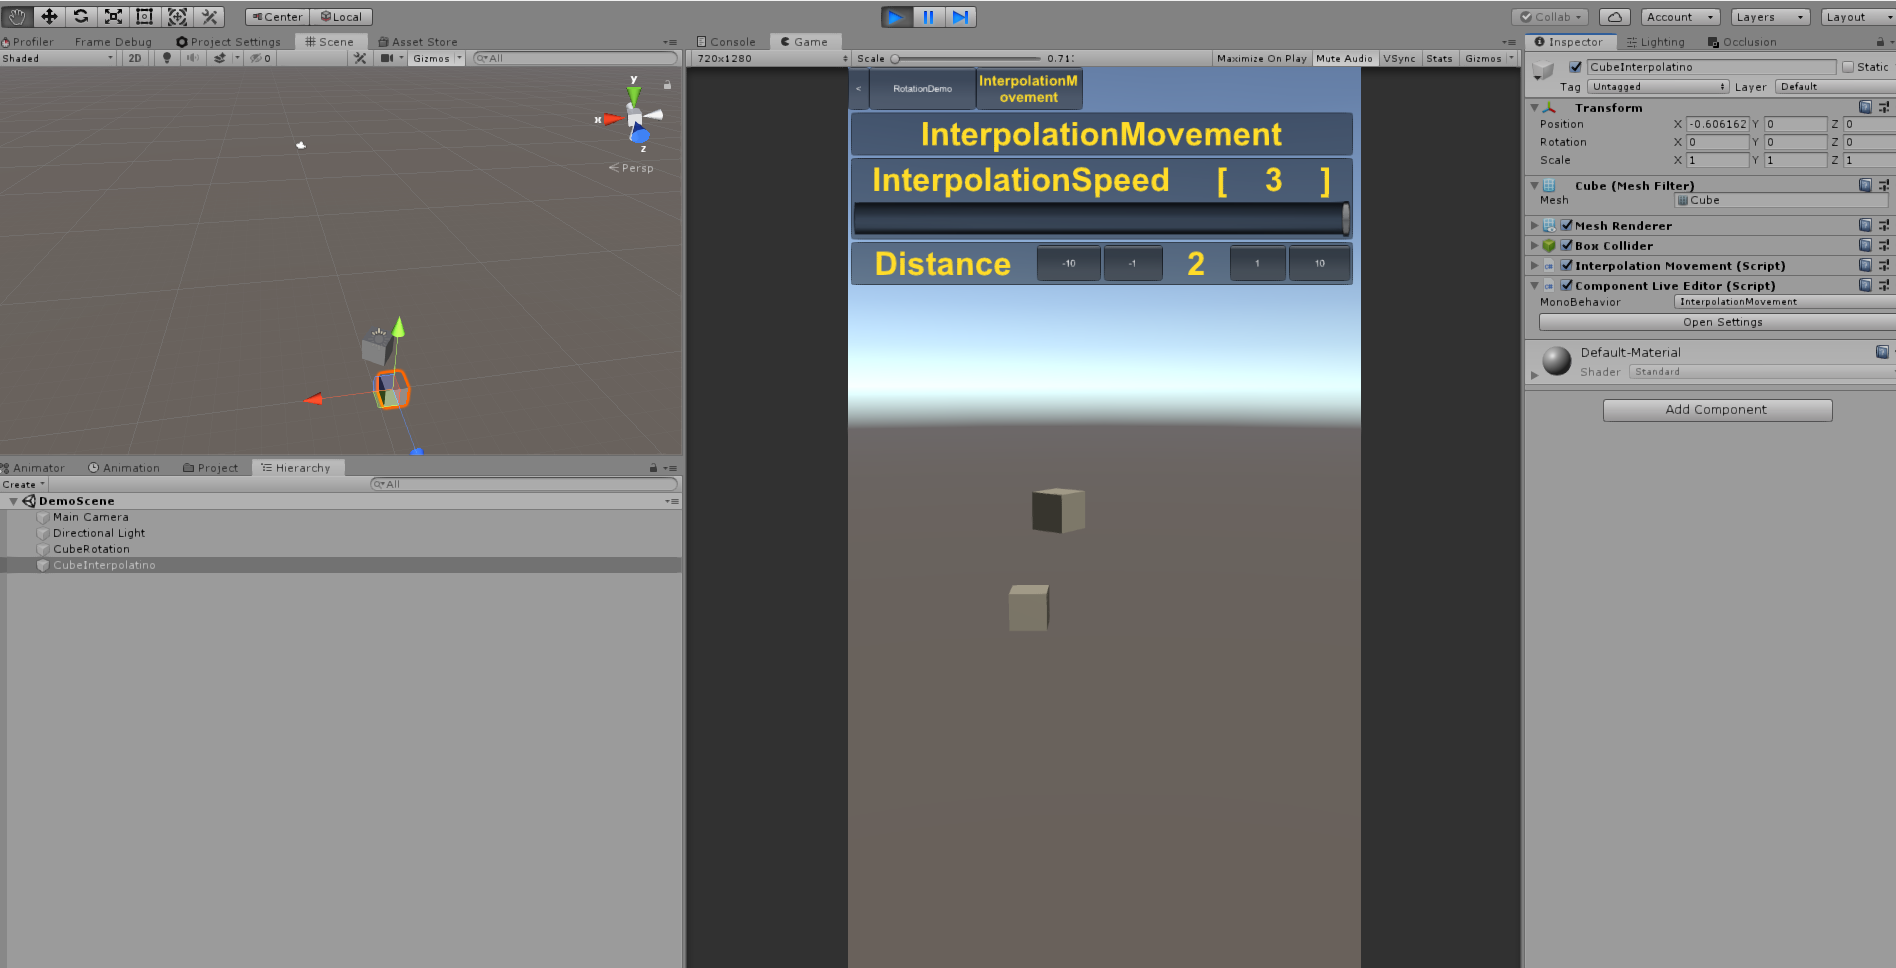 Center Local
Collab Account Layers Layout
Profiler Frame Debug Project Settings Scene Asset Store
Shaded 2D 0 Gizmos All
y
x
z
Persp
Animator Animation Project Hierarchy
Create All
DemoScene
Main Camera
Directional Light
CubeRotation
CubeInterpolatino
Console Game
720x1280 Scale 0.71: Maximize On Play Mute Audio VSync Stats Gizmos
< RotationDemo InterpolationM
ovement
InterpolationMovement
InterpolationSpeed [ 3 ]
Distance -10 -1 2 1 10
Inspector Lighting Occlusion
CubeInterpolatino Static
Tag Untagged Layer Default
Transform
Position X -0.606162 Y 0 Z 0
Rotation X 0 Y 0 Z 0
Scale X 1 Y 1 Z 1
Cube (Mesh Filter)
Mesh Cube
Mesh Renderer
Box Collider
Interpolation Movement (Script)
Component Live Editor (Script)
MonoBehavior InterpolationMovement
Open Settings
Default-Material
Shader Standard
Add Component